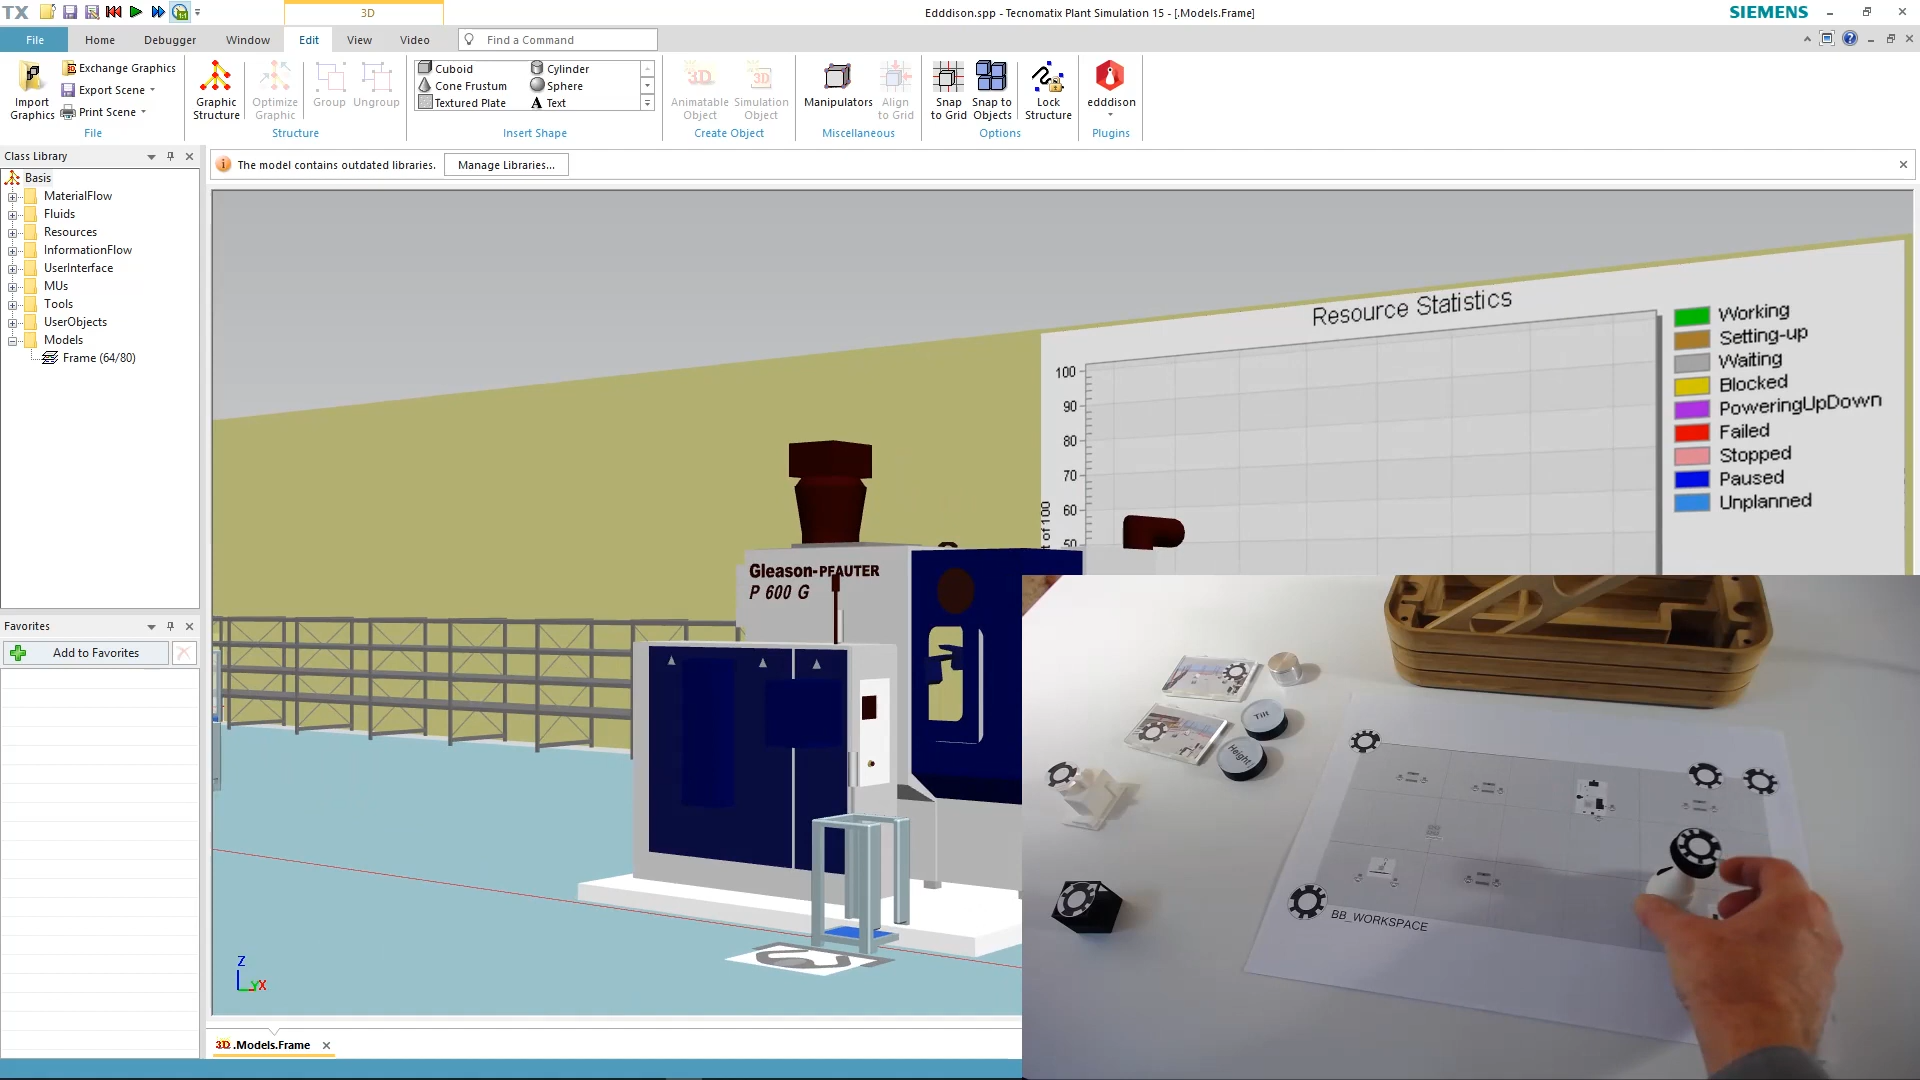 TX
3D
Edddison.spp - Tecnomatix Plant Simulation 15 - [.Models.Frame]
SIEMENS
File
Home
Debugger
Window
Edit
View
Video
Find a Command
Import Graphics
Exchange Graphics
Export Scene
Print Scene
File
Graphic Structure
Optimize Graphic
Group
Ungroup
Structure
Cuboid
Cylinder
Cone Frustum
Sphere
Textured Plate
A Text
Insert Shape
Animatable Object
Simulation Object
Create Object
Manipulators
Align to Grid
Miscellaneous
Snap to Grid
Snap to Objects
Lock Structure
Options
edddison
Plugins
Class Library
The model contains outdated libraries.
Manage Libraries...
Basis
MaterialFlow
Fluids
Resources
InformationFlow
UserInterface
MUs
Tools
UserObjects
Models
Frame (64/80)
Favorites
Add to Favorites
Resource Statistics
100
90
80
70
60
50
t of 100
Working
Setting-up
Waiting
Blocked
PoweringUpDown
Failed
Stopped
Paused
Unplanned
Gleason-PFAUTER
P 600 G
Z
YX
Tilt
Height
BB_WORKSPACE
3D .Models.Frame